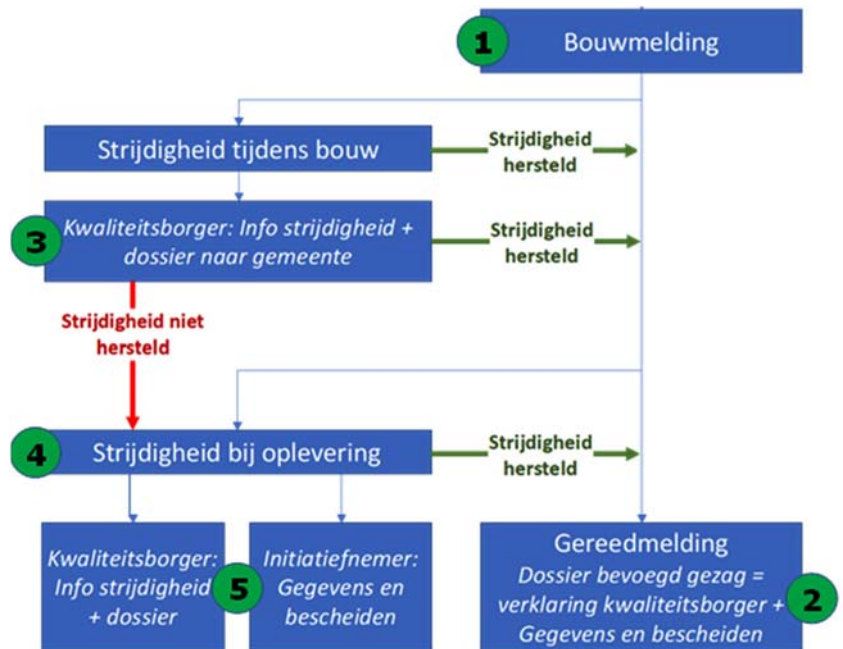 1
Bouwmelding
Strijdigheid tijdens bouw
Strijdigheid
hersteld
3
Kwaliteitsborger: Info strijdigheid +
dossier naar gemeente
Strijdigheid
hersteld
Strijdigheid niet
hersteld
4
Strijdigheid bij oplevering
Strijdigheid
hersteld
Kwaliteitsborger:
Info strijdigheid
+ dossier
5
Initiatiefnemer:
Gegevens en
bescheiden
Gereedmelding
Dossier bevoegd gezag =
verklaring kwaliteitsborger +
Gegevens en bescheiden
2